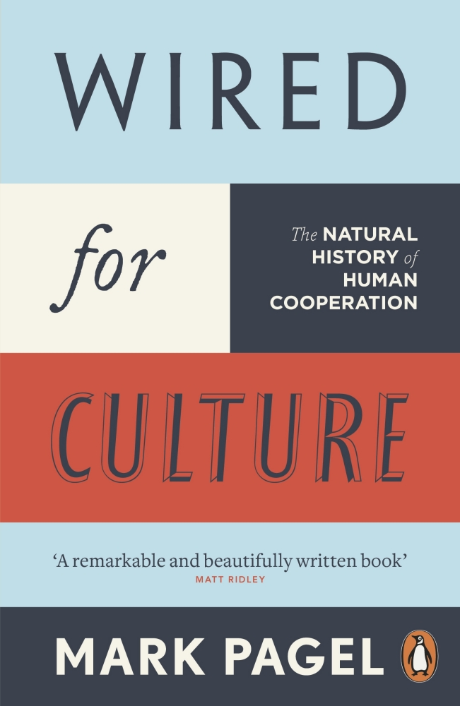 WIRED
for
The NATURAL
HISTORY of
HUMAN
COOPERATION
CULTURE
‘A remarkable and beautifully written book’
MATT RIDLEY
MARK PAGEL